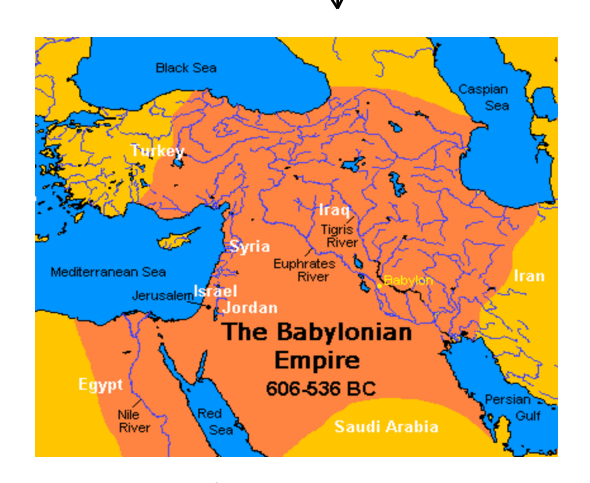 Black Sea
Caspian
Sea
Turkey
Iraq
Tigris
River
Syria
Euphrates
River
Mediterranean Sea
Iran
Babylon
Jerusalem
Israel
Jordan
The Babylonian
Empire
606-536 BC
Egypt
Nile
River
Red
Sea
Persian
Gulf
Saudi Arabia